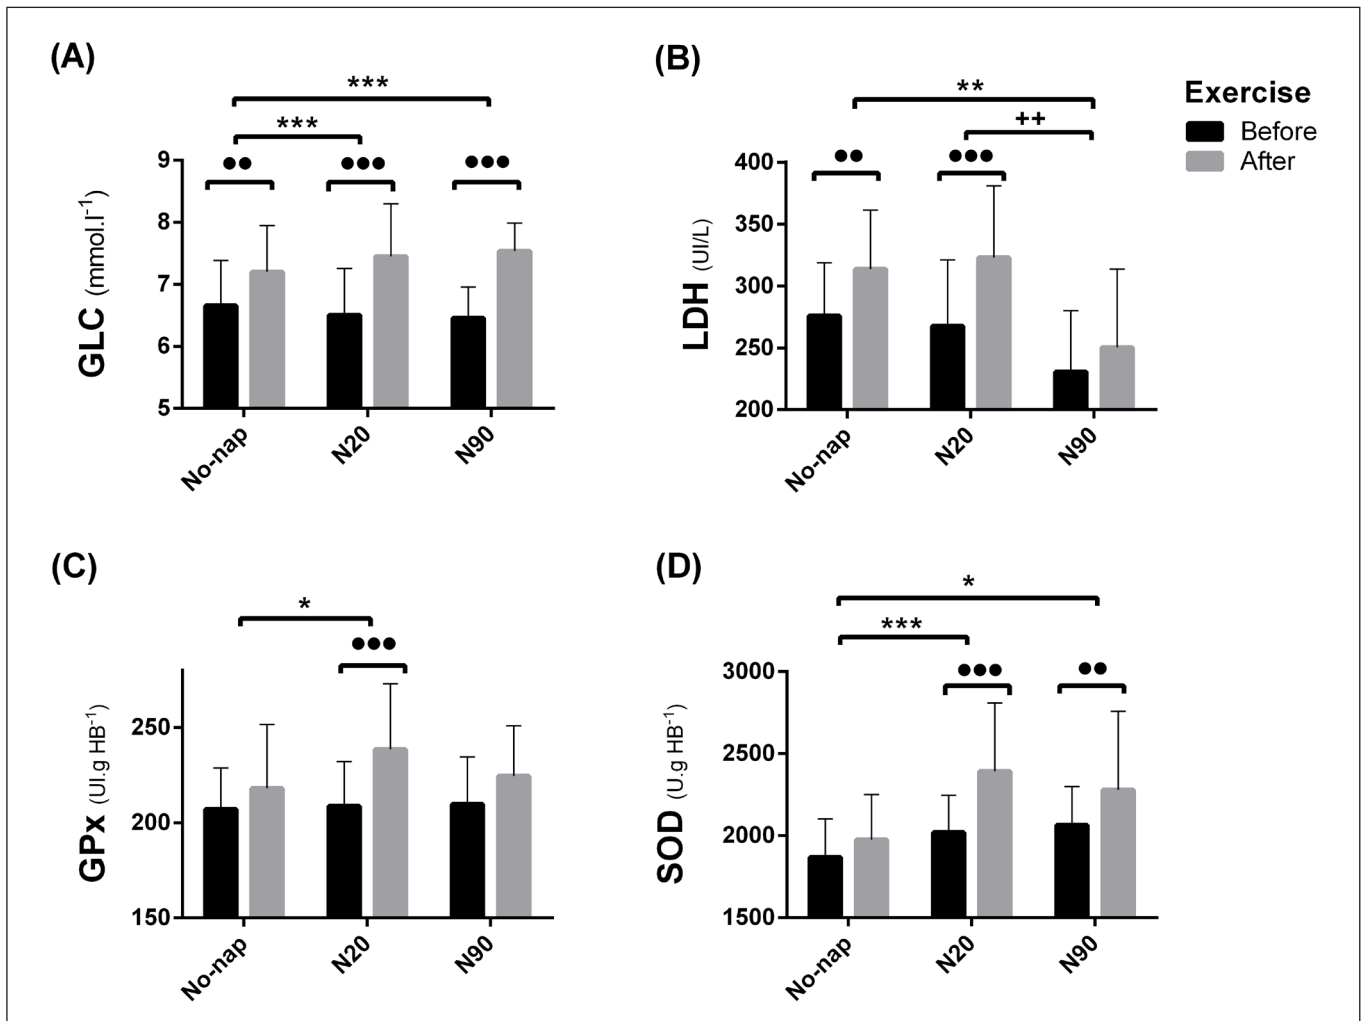 (A)
***
***
●● ●●● ●●●
9
8
7
6
5
GLC (mmol.l⁻¹)
No-nap N20 N90
(B)
**
++
●● ●●●
400
350
300
250
200
LDH (UI/L)
No-nap N20 N90
Exercise
Before
After
(C)
*
●●●
250
200
150
GPx (UI.g HB⁻¹)
No-nap N20 N90
(D)
*
***
●●● ●●
3000
2500
2000
1500
SOD (U.g HB⁻¹)
No-nap N20 N90